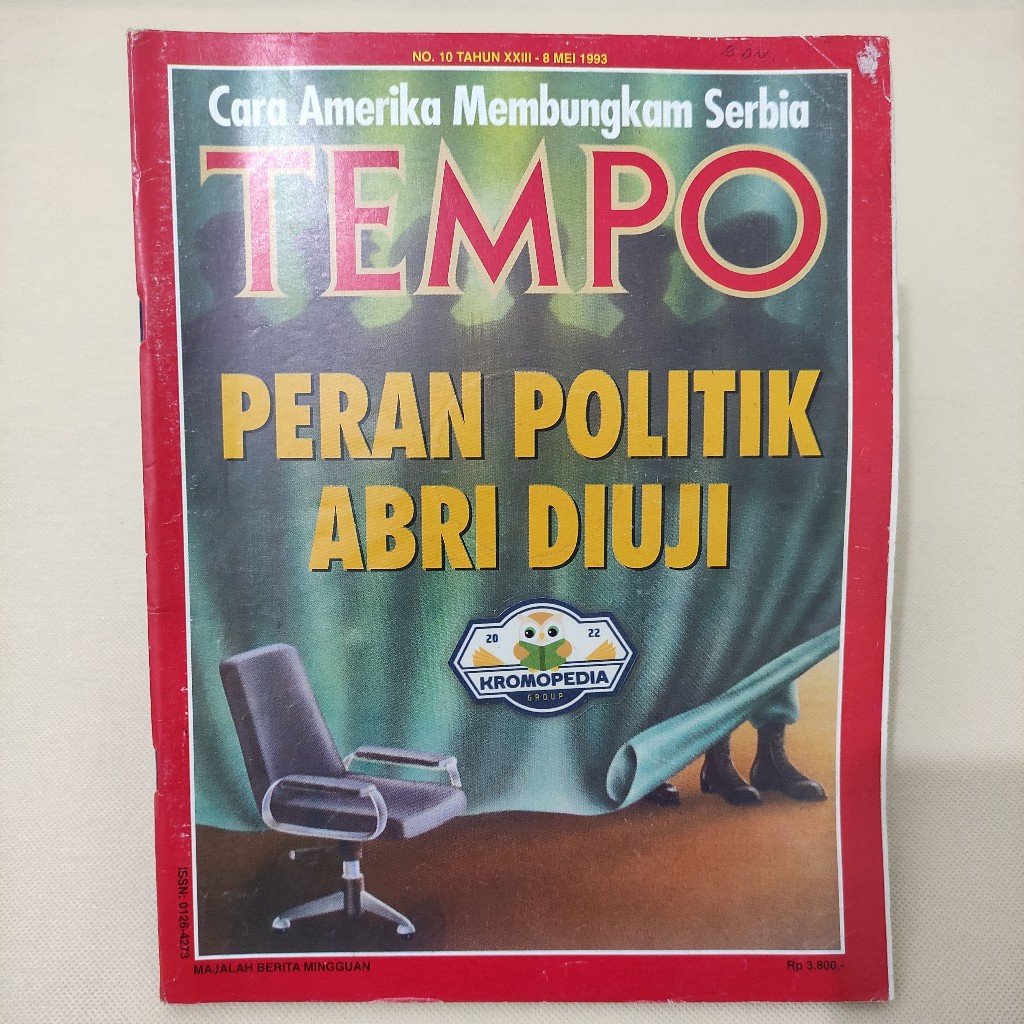 NO. 10 TAHUN XXIII - 8 MEI 1993
Cara Amerika Membungkam Serbia
TEMPO
PERAN POLITIK
ABRI DIUJI
20 22
KROMOPEDIA
GROUP
ISSN: 0126-4273
MAJALAH BERITA MINGGUAN
Rp 3.800,-